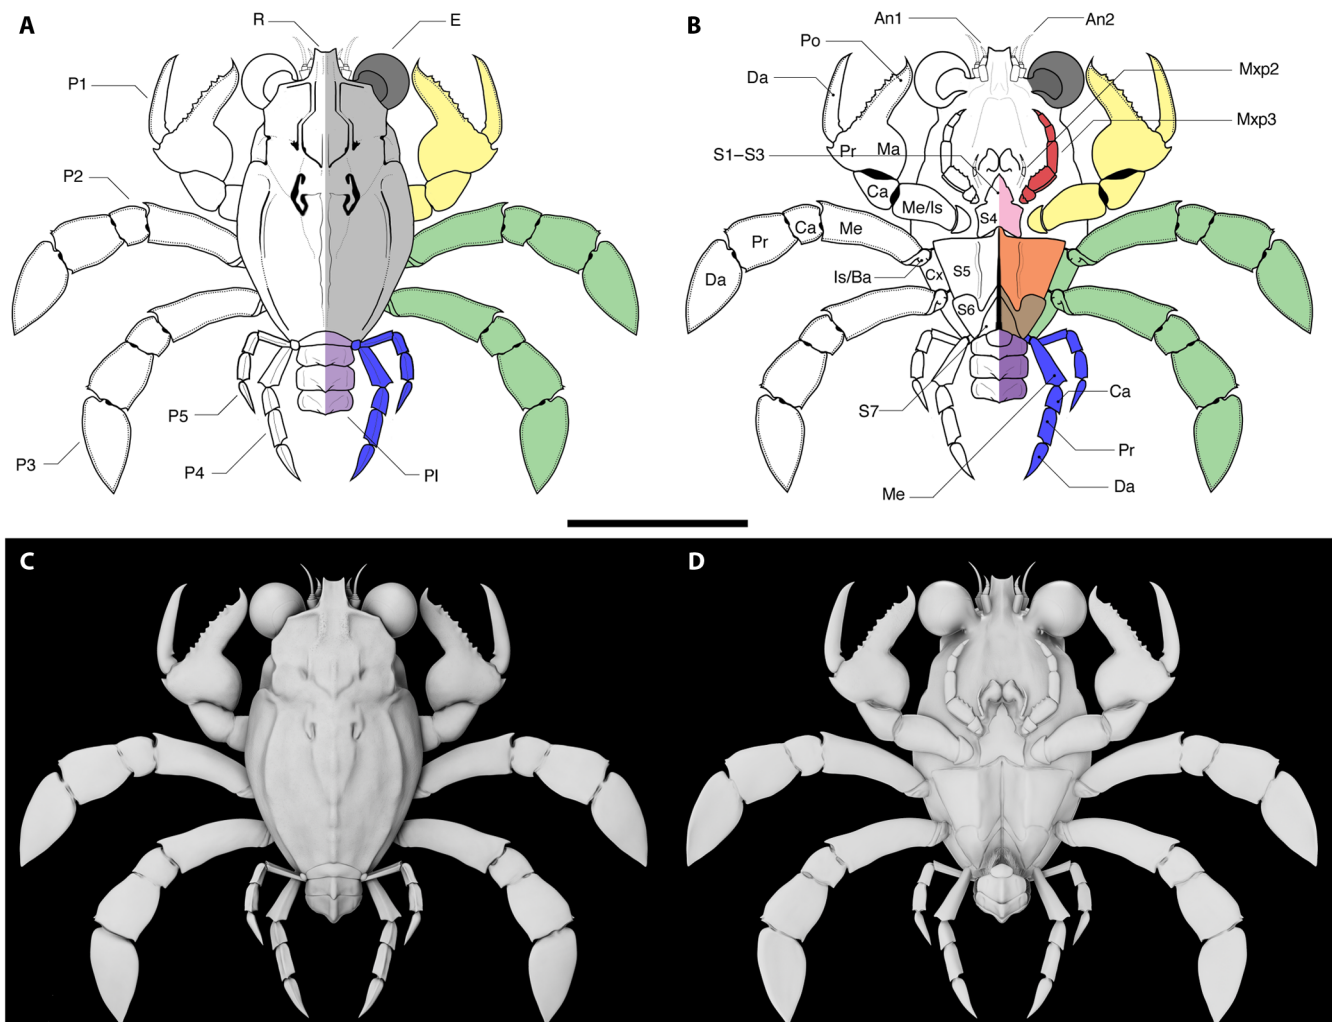 A
R
E
P1
P2
P3
P5
P4
Pl
B
An1
An2
Po
Da
Mxp2
Mxp3
S1–S3
Pr
Ma
Ca
Me/Is
S4
Pr
Ca
Me
Da
Is/Ba
Cx
S5
S6
S7
Ca
Pr
Me
Da
C
D